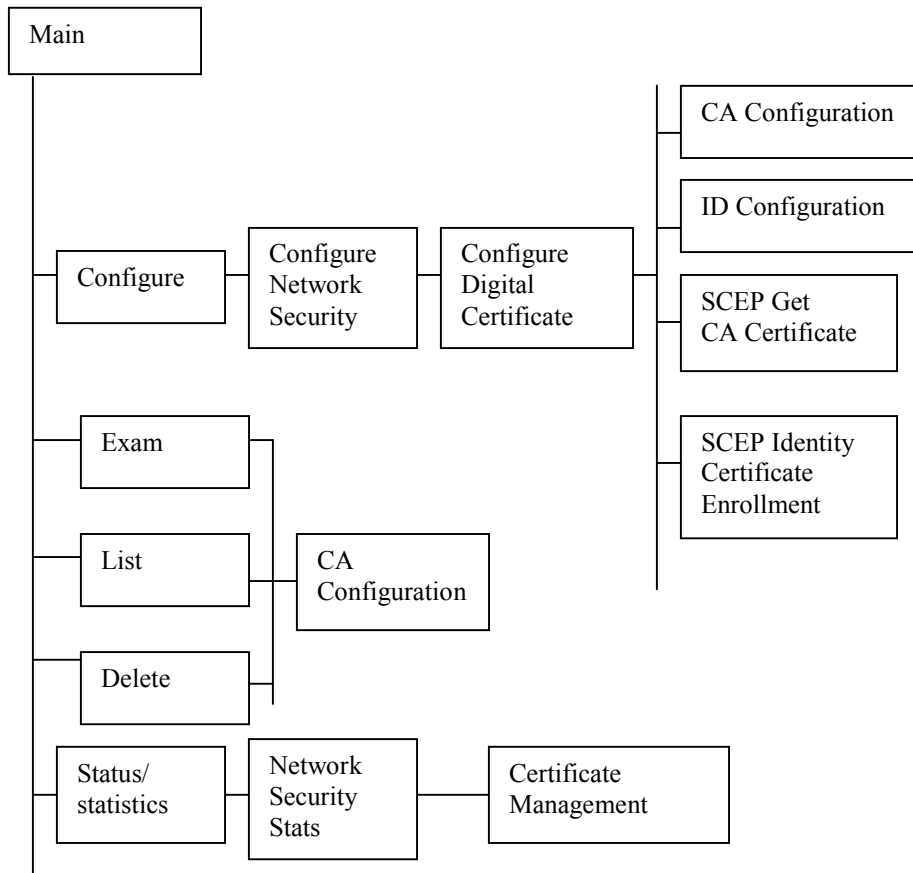 Main
CA Configuration
ID Configuration
Configure
Configure
Network
Security
Configure
Digital
Certificate
SCEP Get
CA Certificate
SCEP Identity
Certificate
Enrollment
Exam
List
CA
Configuration
Delete
Status/
statistics
Network
Security
Stats
Certificate
Management